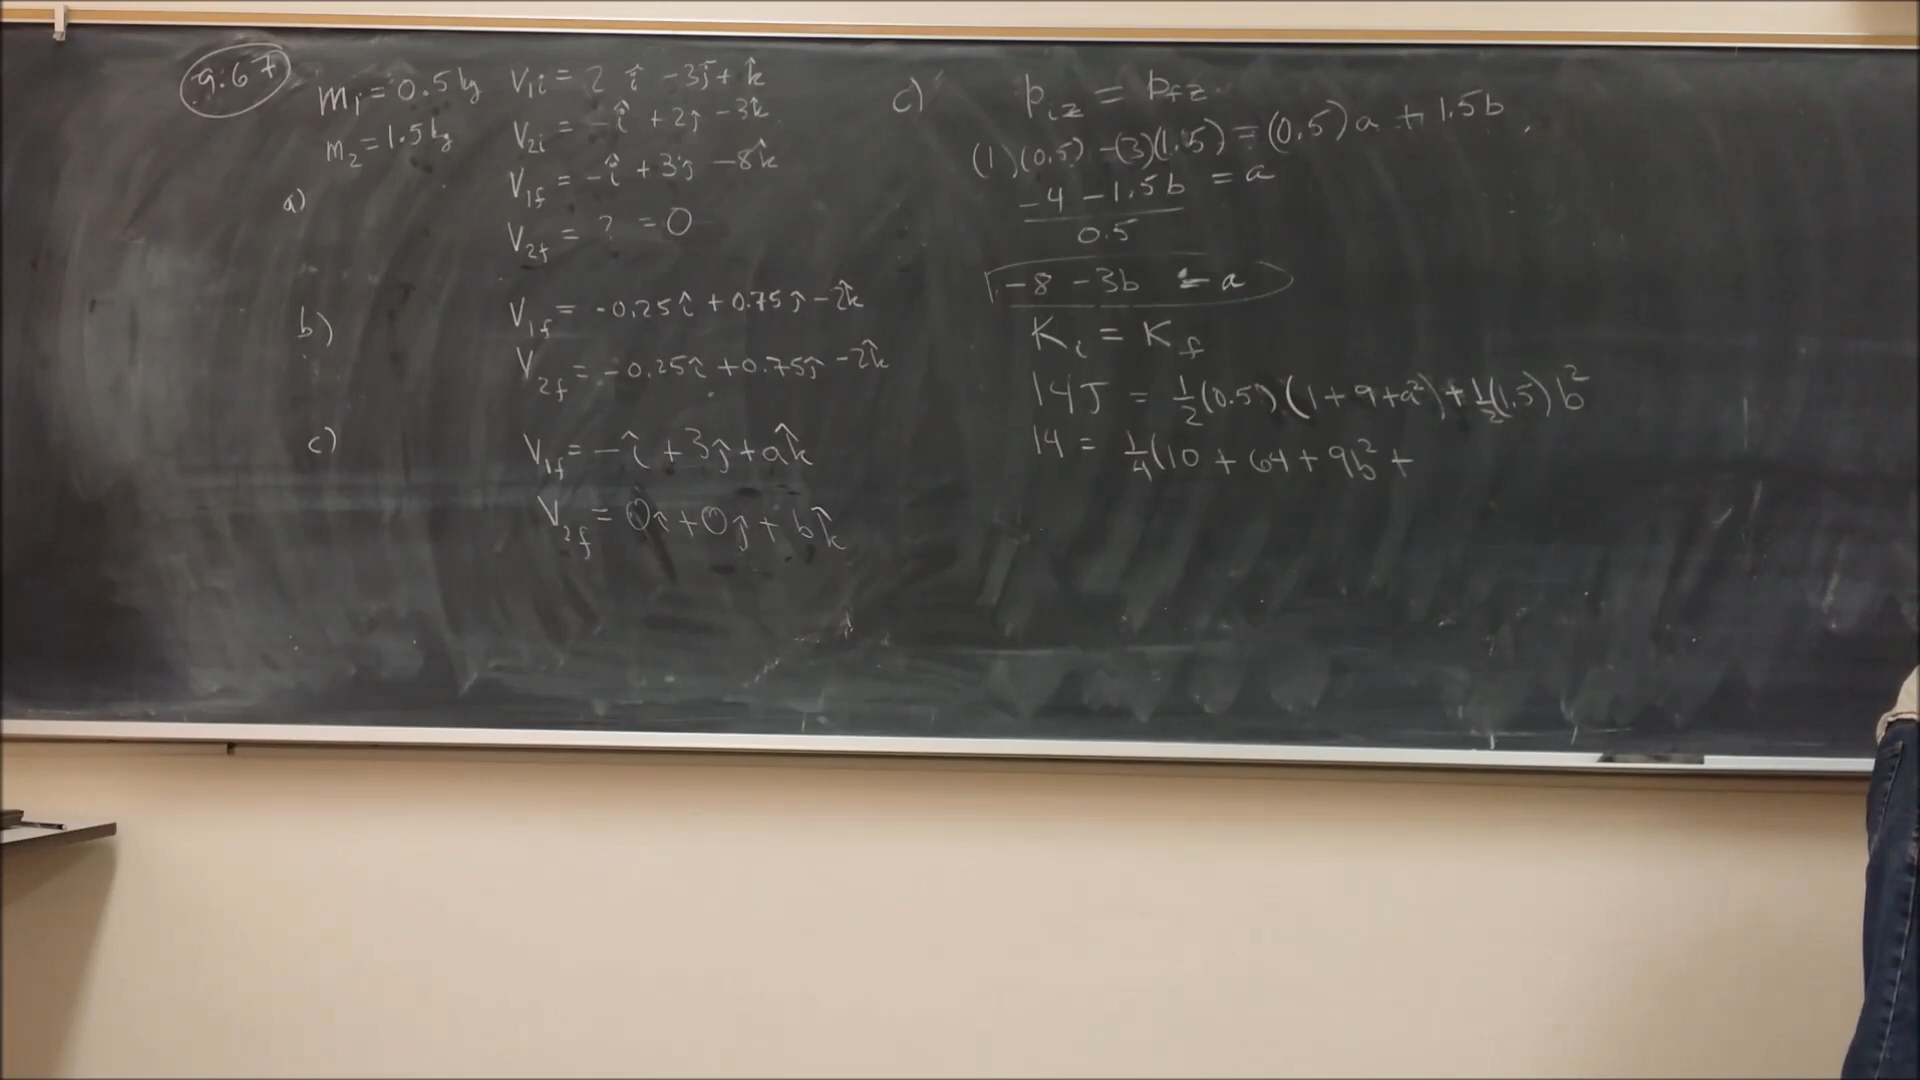 9.67
m₁ = 0.5 kg
m₂ = 1.5 kg
V₁ᵢ = 2 î - 3ĵ + k̂
V₂ᵢ = -î + 2ĵ - 3k̂
a)
V₁f = -î + 3ĵ - 8k̂
V₂f = ? = 0
b)
V₁f = -0.25î + 0.75ĵ - 2k̂
V₂f = -0.25î + 0.75ĵ - 2k̂
c)
V₁f = -î + 3ĵ + ak̂
V₂f = 0î + 0ĵ + bk̂
c)
Piz = Pfz
(1)(0.5) - (3)(1.5) = (0.5)a + 1.5b
-4 - 1.5b = a
0.5
-8 - 3b = a
Kᵢ = Kf
14J = ½(0.5)(1 + 9 + a²) + ½(1.5)b²
14 = ¼(10 + 64 + 9b² +